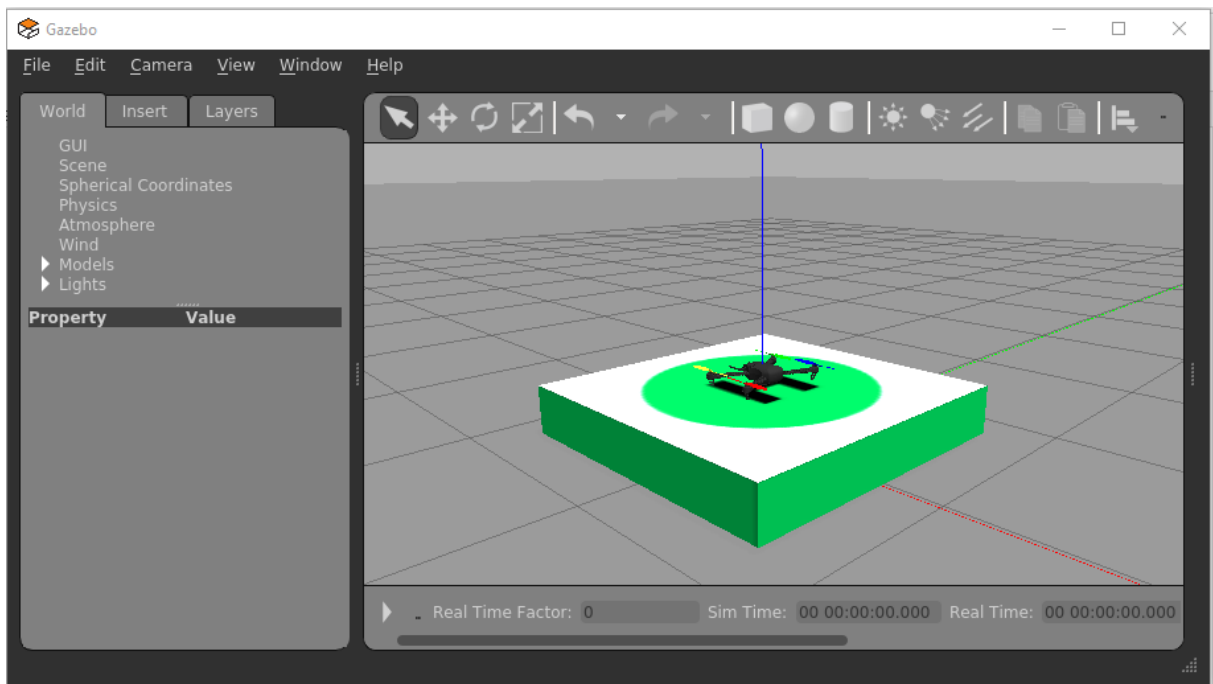 Gazebo
File Edit Camera View Window Help
World Insert Layers
GUI
Scene
Spherical Coordinates
Physics
Atmosphere
Wind
Models
Lights
Property Value
H
Real Time Factor: 0 Sim Time: 00 00:00:00.000 Real Time: 00 00:00:00.000